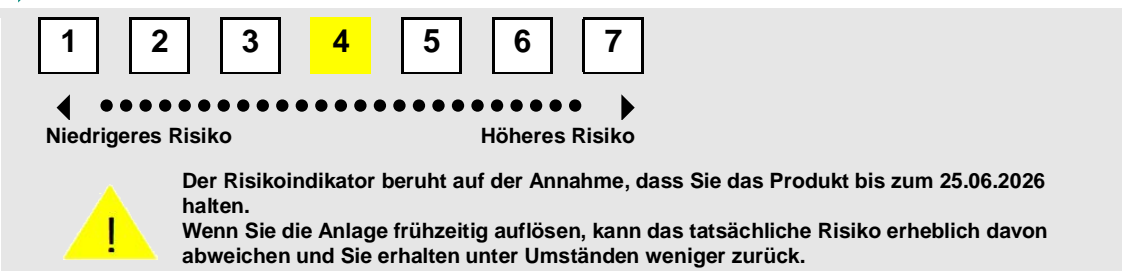 1 2 3 4 5 6 7
Niedrigeres Risiko Höheres Risiko
Der Risikoindikator beruht auf der Annahme, dass Sie das Produkt bis zum 25.06.2026
halten.
Wenn Sie die Anlage frühzeitig auflösen, kann das tatsächliche Risiko erheblich davon
abweichen und Sie erhalten unter Umständen weniger zurück.
!